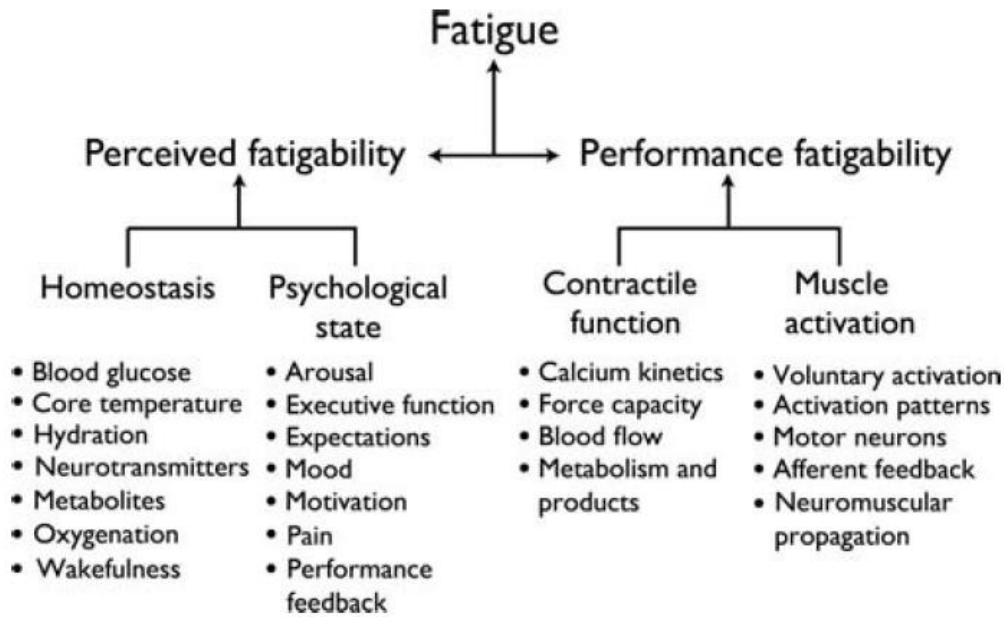 Fatigue
Perceived fatigability
Performance fatigability
Homeostasis
• Blood glucose
• Core temperature
• Hydration
• Neurotransmitters
• Metabolites
• Oxygenation
• Wakefulness
Psychological
state
• Arousal
• Executive function
• Expectations
• Mood
• Motivation
• Pain
• Performance
feedback
Contractile
function
• Calcium kinetics
• Force capacity
• Blood flow
• Metabolism and
products
Muscle
activation
• Voluntary activation
• Activation patterns
• Motor neurons
• Afferent feedback
• Neuromuscular
propagation